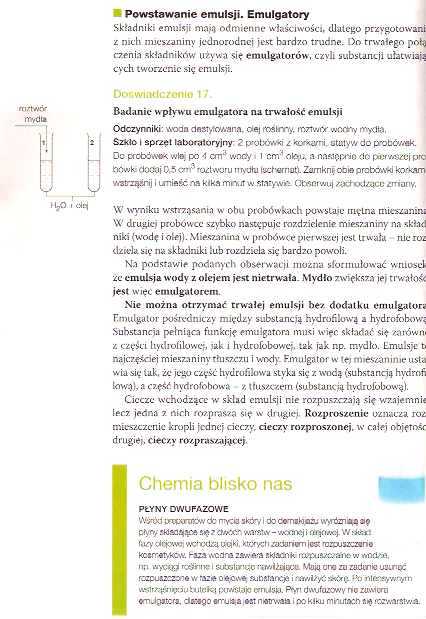 Powstawanie emulsji. Emulgatory
Składniki emulsji mają odmienne właściwości, dlatego przygotowani
z nich mieszaniny jednorodnej jest bardzo trudne. Do trwałego połą
czenia składników używa się emulgatorów, czyli substancji ułatwiają
cych tworzenie się emulsji.
Doświadczenie 17.
Badanie wpływu emulgatora na trwałość emulsji
Odczynniki: woda destylowana, olej roślinny, roztwór wodny mydła.
Szkło i sprzęt laboratoryjny: 2 probówki z korkami, statyw do probówek.
Do probówek wlej po 4 cm³ wody i 1 cm³ oleju, a następnie do pierwszej pro
bówki dodaj 0,5 cm³ roztworu mydła (schemat). Zamknij obie probówki korkam
wstrząśnij i umieść na kilka minut w statywie. Obserwuj zachodzące zmiany.
roztwór
mydła
1
2
H₂O + olej
W wyniku wstrząsania w obu probówkach powstaje mętna mieszanina
W drugiej probówce szybko następuje rozdzielenie mieszaniny na skład
niki (wodę i olej). Mieszanina w probówce pierwszej jest trwała – nie roz
dziela się na składniki lub rozdziela się bardzo powoli.
Na podstawie podanych obserwacji można sformułować wniosek
że emulsja wody z olejem jest nietrwała. Mydło zwiększa jej trwałość
jest więc emulgatorem.
Nie można otrzymać trwałej emulsji bez dodatku emulgatora
Emulgator pośredniczy między substancją hydrofilową a hydrofobową
Substancja pełniąca funkcję emulgatora musi więc składać się zarówn
z części hydrofilowej, jak i hydrofobowej, tak jak np. mydło. Emulsje t
najczęściej mieszaniny tłuszczu i wody. Emulgator w tej mieszaninie usta
wia się tak, że jego część hydrofilowa styka się z wodą (substancją hydrofi
lową), a część hydrofobowa – z tłuszczem (substancją hydrofobową).
Ciecze wchodzące w skład emulsji nie rozpuszczają się wzajemnie
lecz jedna z nich rozprasza się w drugiej. Rozproszenie oznacza roz
mieszczenie kropli jednej cieczy, cieczy rozproszonej, w całej objętośc
drugiej, cieczy rozpraszającej.
Chemia blisko nas
PŁYNY DWUFAZOWE
Wśród preparatów do mycia skóry i do demakijażu wyróżniają się
płyny składające się z dwóch warstw – wodnej i olejowej. W skład
fazy olejowej wchodzą olejki, których zadaniem jest rozpuszczenie
kosmetyków. Faza wodna zawiera składniki rozpuszczalne w wodzie,
np. wyciągi roślinne i substancje nawilżające. Mają one za zadanie usunąć
rozpuszczone w fazie olejowej substancje i nawilżyć skórę. Po intensywnym
wstrząśnięciu butelką powstaje emulsja. Płyn dwufazowy nie zawiera
emulgatora, dlatego emulsja jest nietrwała i po kilku minutach się rozwarstwia.